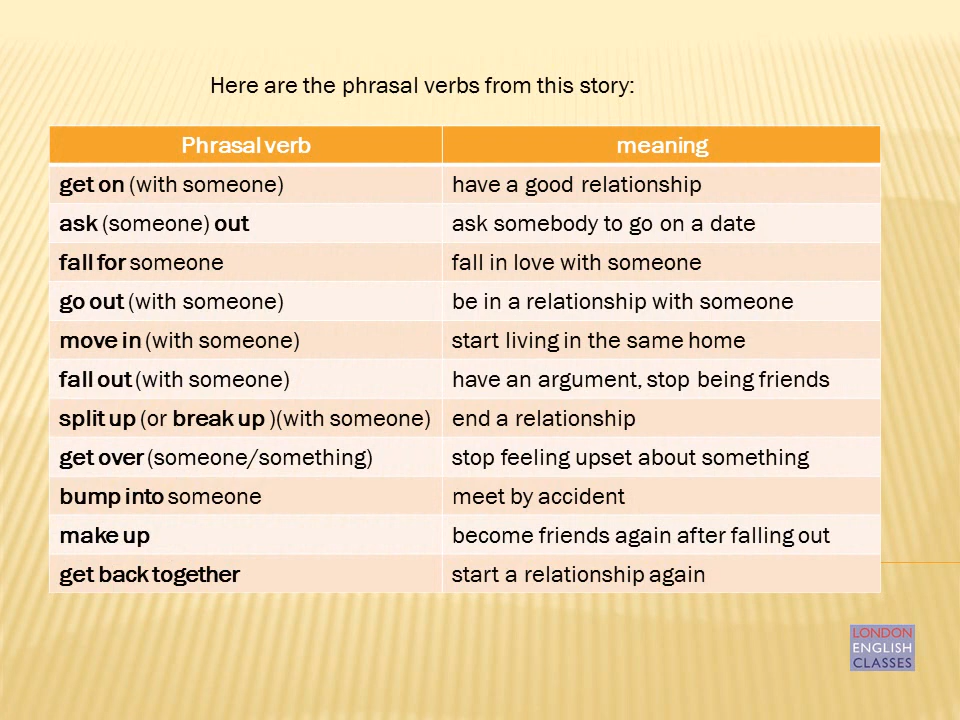 Here are the phrasal verbs from this story:
Phrasal verb meaning
get on (with someone) have a good relationship
ask (someone) out ask somebody to go on a date
fall for someone fall in love with someone
go out (with someone) be in a relationship with someone
move in (with someone) start living in the same home
fall out (with someone) have an argument, stop being friends
split up (or break up )(with someone) end a relationship
get over (someone/something) stop feeling upset about something
bump into someone meet by accident
make up become friends again after falling out
get back together start a relationship again
LONDON
ENGLISH
CLASSES